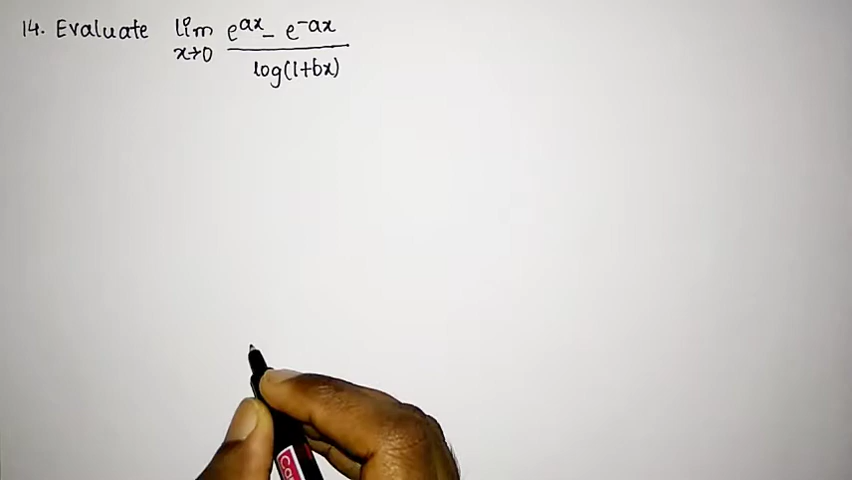 14. Evaluate lim x→0 e^ax - e^-ax / log(1+bx)